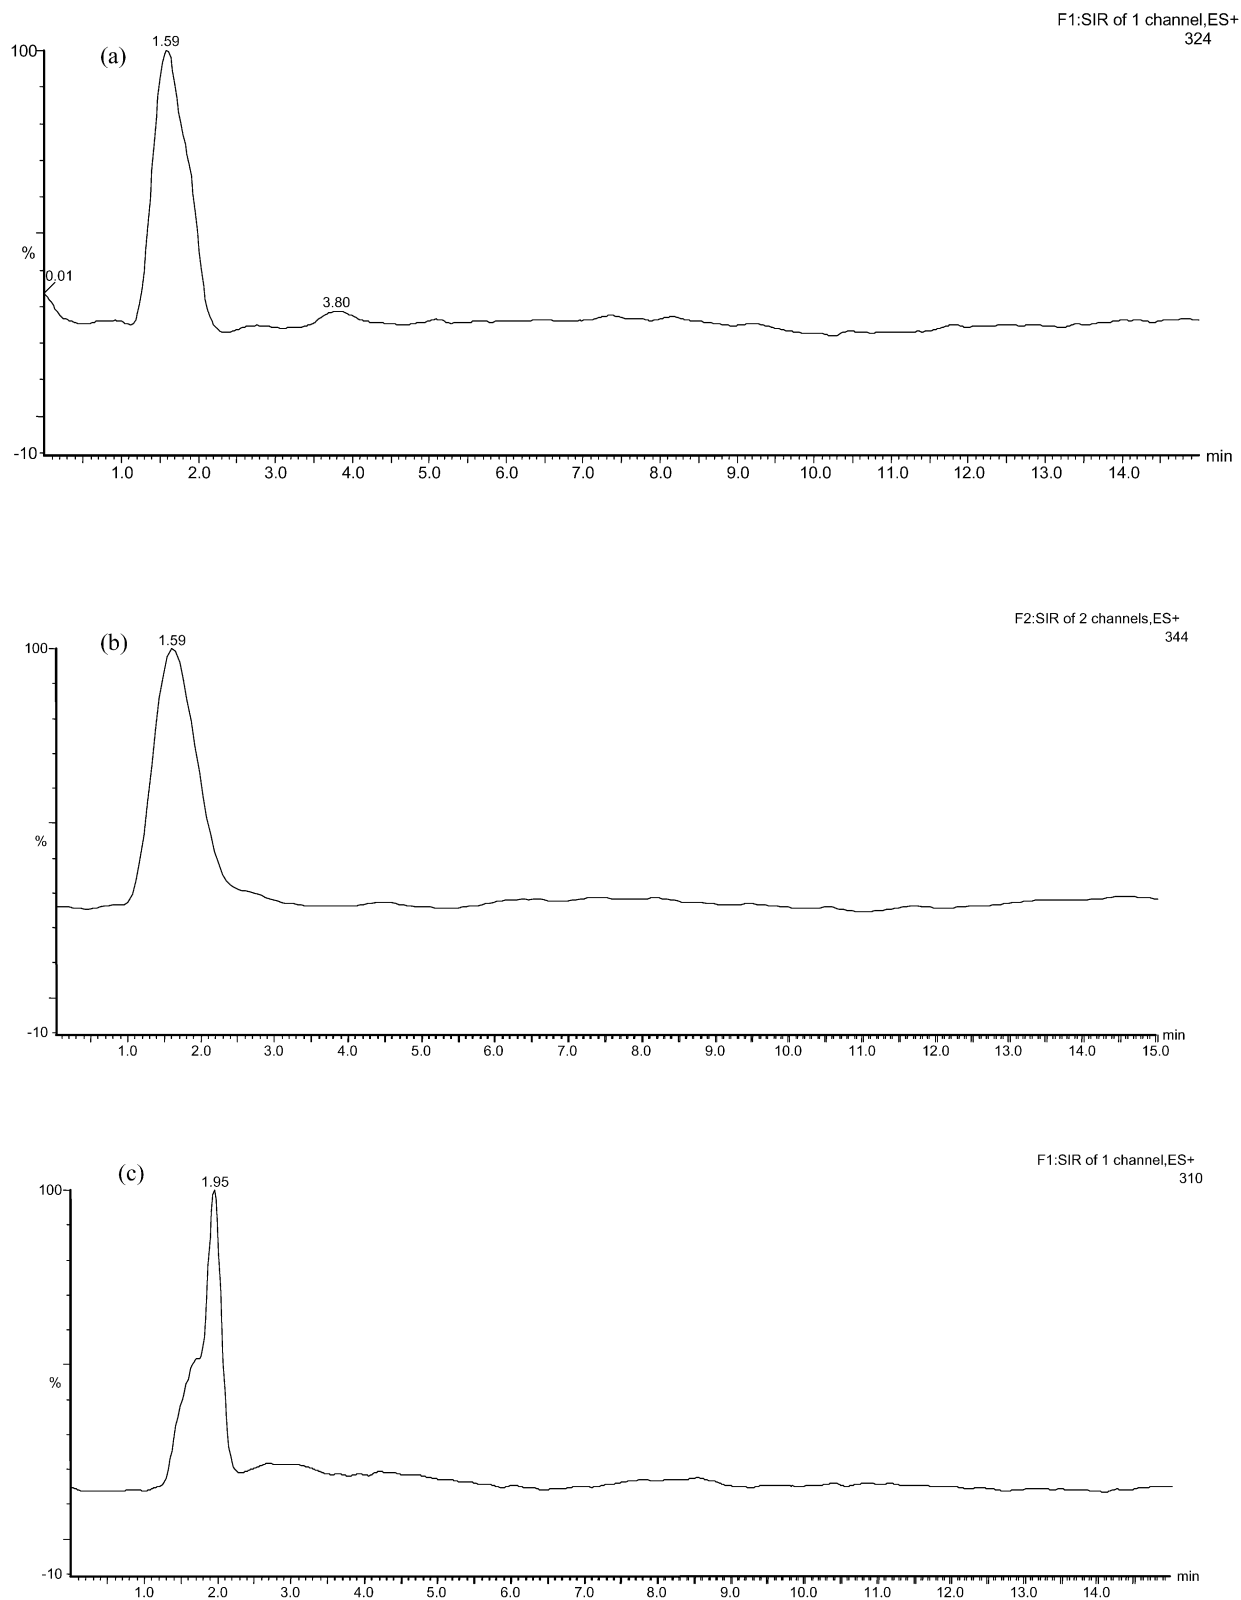 F1:SIR of 1 channel,ES+
324
(a)
1.59
100
%
0.01
3.80
-10
1.0 2.0 3.0 4.0 5.0 6.0 7.0 8.0 9.0 10.0 11.0 12.0 13.0 14.0 min
F2:SIR of 2 channels,ES+
344
(b)
1.59
100
%
-10
1.0 2.0 3.0 4.0 5.0 6.0 7.0 8.0 9.0 10.0 11.0 12.0 13.0 14.0 15.0 min
F1:SIR of 1 channel,ES+
310
(c)
1.95
100
%
-10
1.0 2.0 3.0 4.0 5.0 6.0 7.0 8.0 9.0 10.0 11.0 12.0 13.0 14.0 min